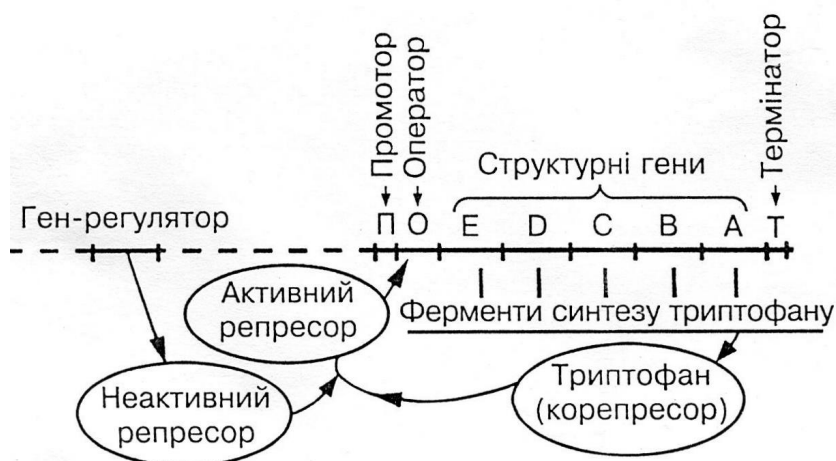 Промотор
Оператор
Термінатор
Структурні гени
Ген-регулятор
П О E D C B A Т
Активний
репресор
Ферменти синтезу триптофану
Неактивний
репресор
Триптофан
(корепресор)